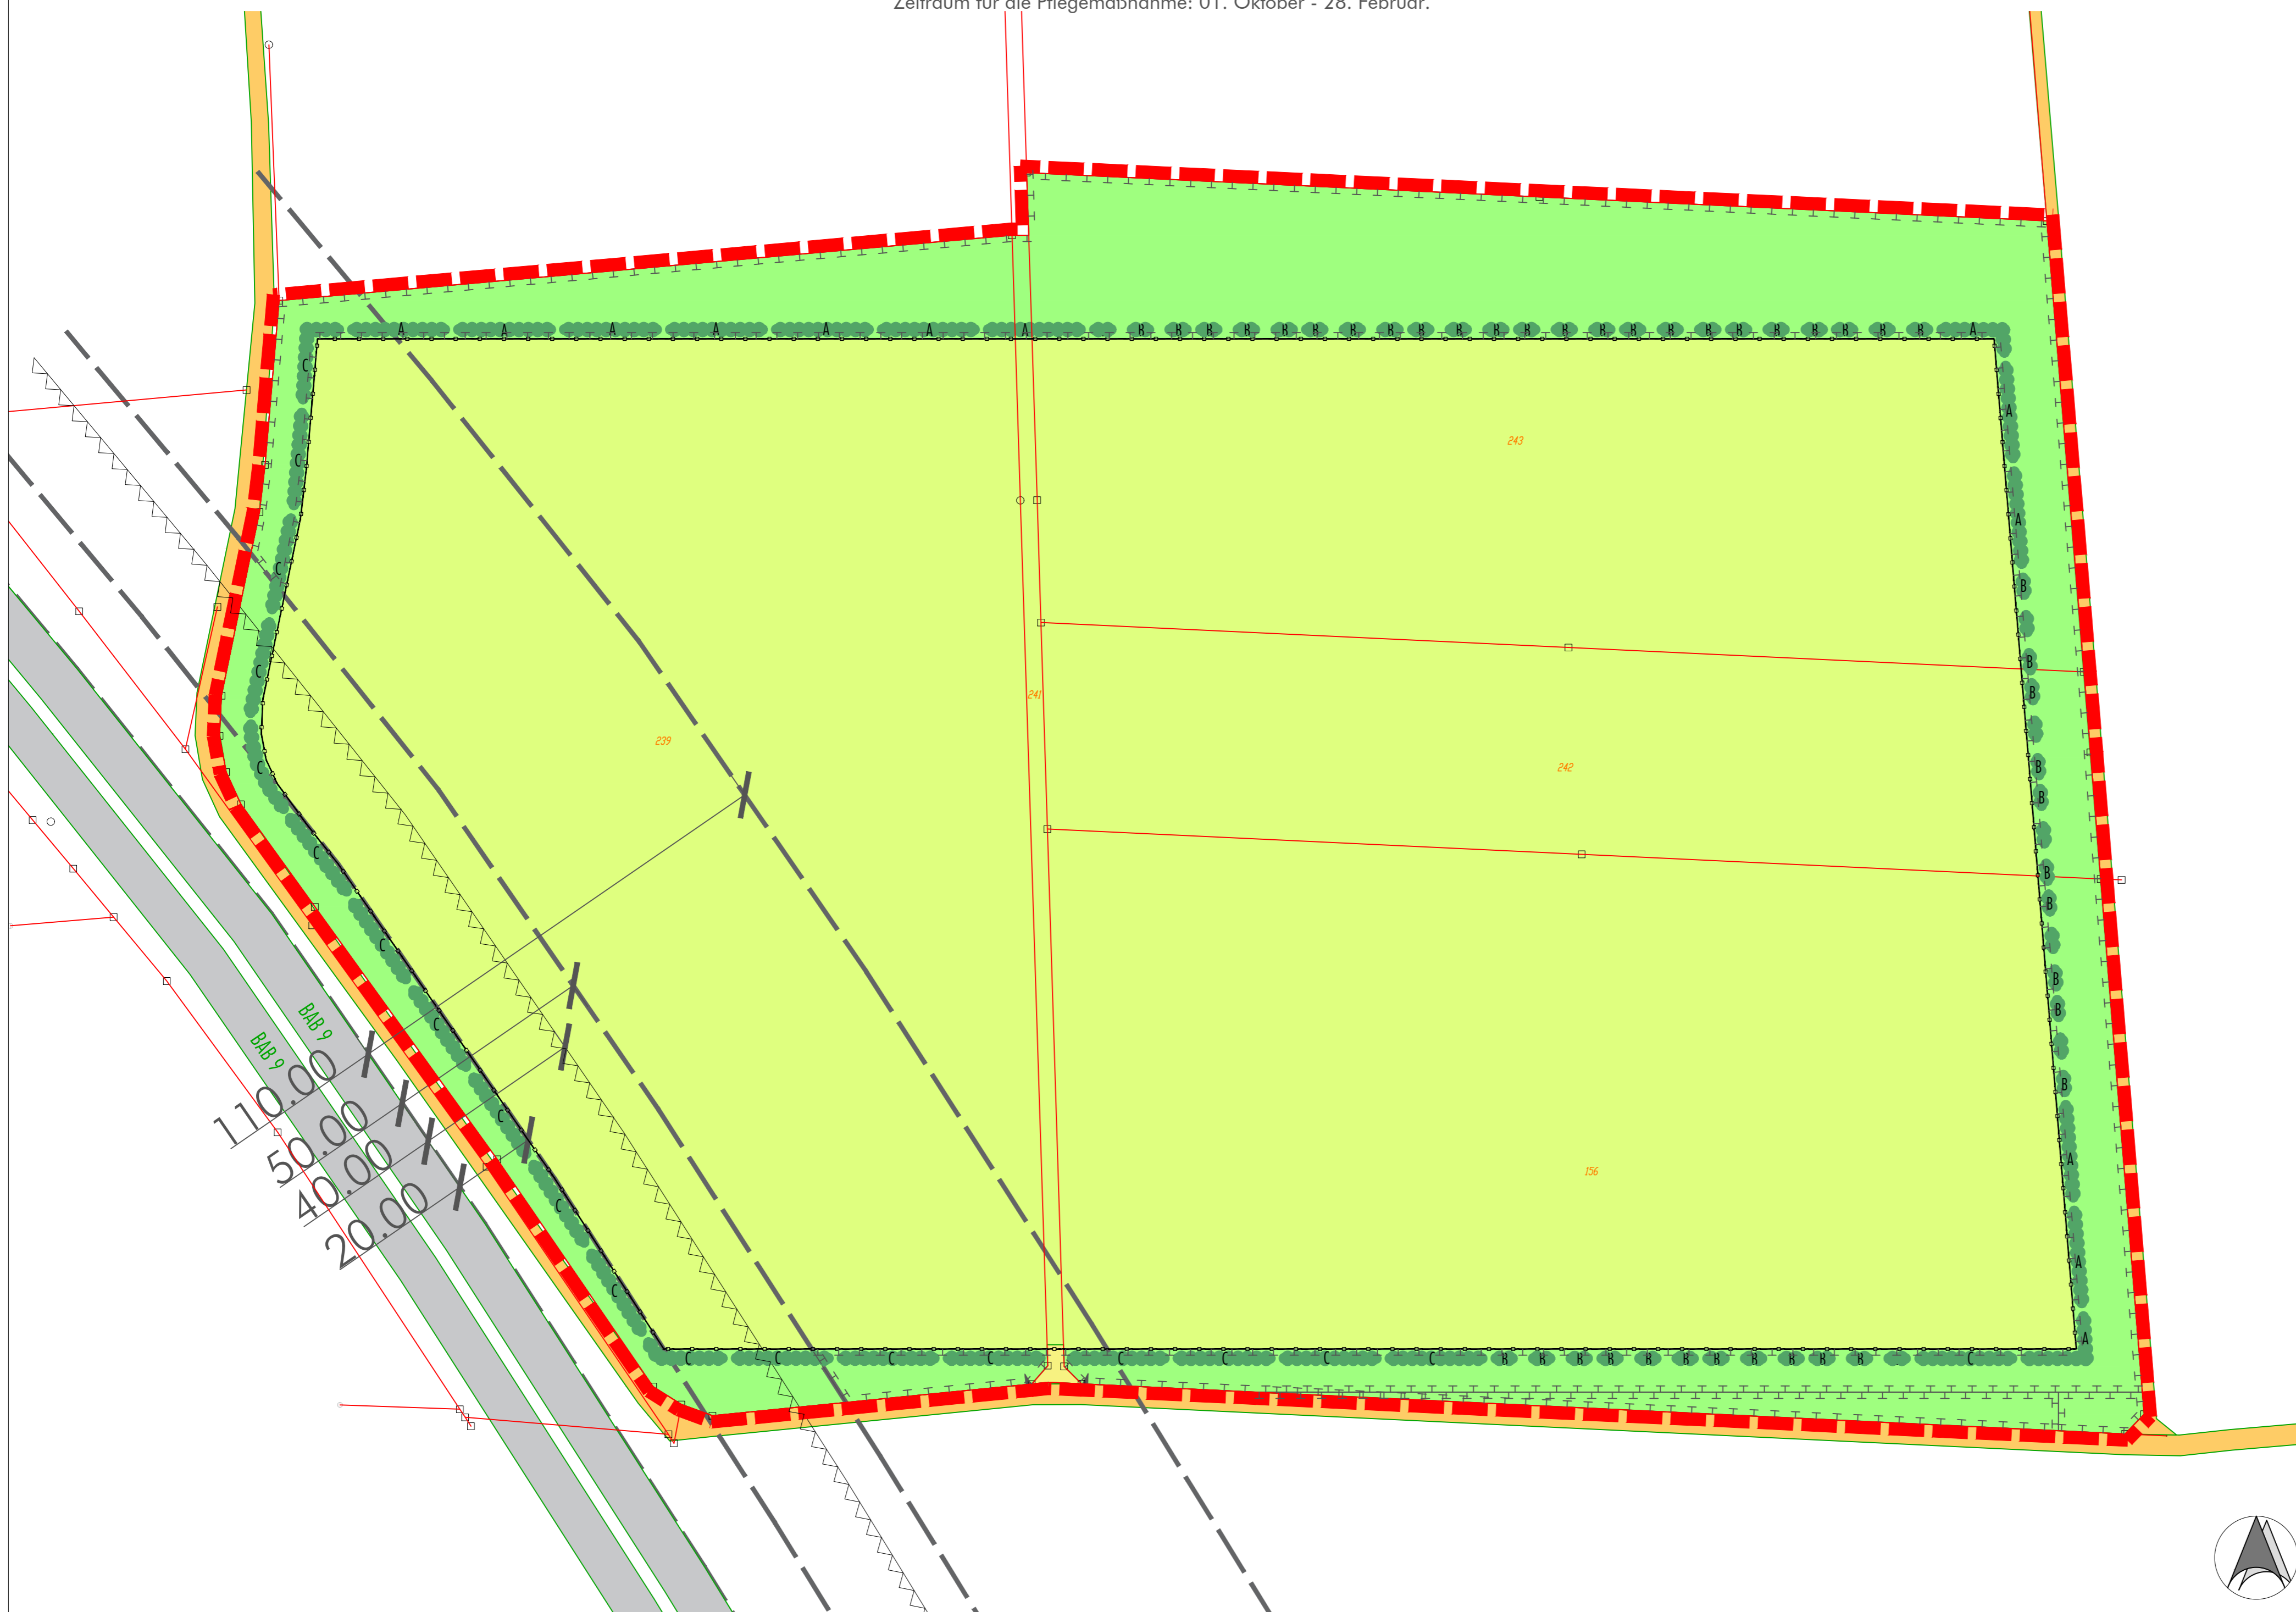 Zeitraum für die Pflegemaßnahme: 01. Oktober - 28. Februar.
A A A A A A A B B B B B B B B B B B B B B B B B B B B B B A
C
A
243
C
A
C
B
B
C
241
B
239
242
C
B
B
C
B
B
C
B
BAB 9
B
C
BAB 9
110.00
B
C
50.00
A
40.00
156
C
20.00
A
C
A
C C C C C C C C B B B B B B B B B B B C